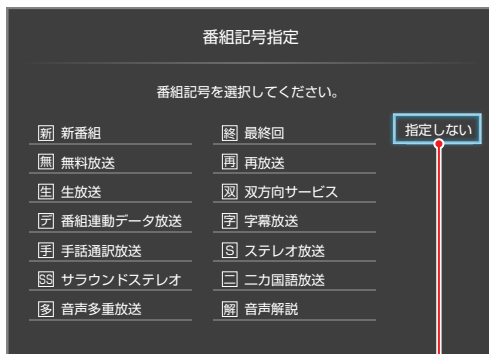 番組記号指定
番組記号を選択してください。
新 新番組
終 最終回
指定しない
無 無料放送
再 再放送
生 生放送
双 双方向サービス
デ 番組連動データ放送
字 字幕放送
手 手話通訳放送
S ステレオ放送
SS サラウンドステレオ
二 二カ国語放送
多 音声多重放送
解 音声解説